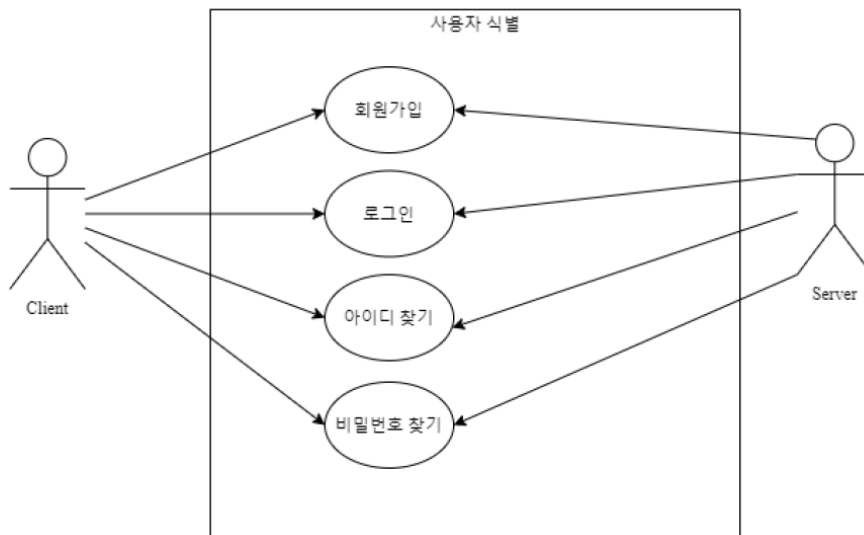 사용자 식별
회원가입
로그인
아이디 찾기
비밀번호 찾기
Client
Server